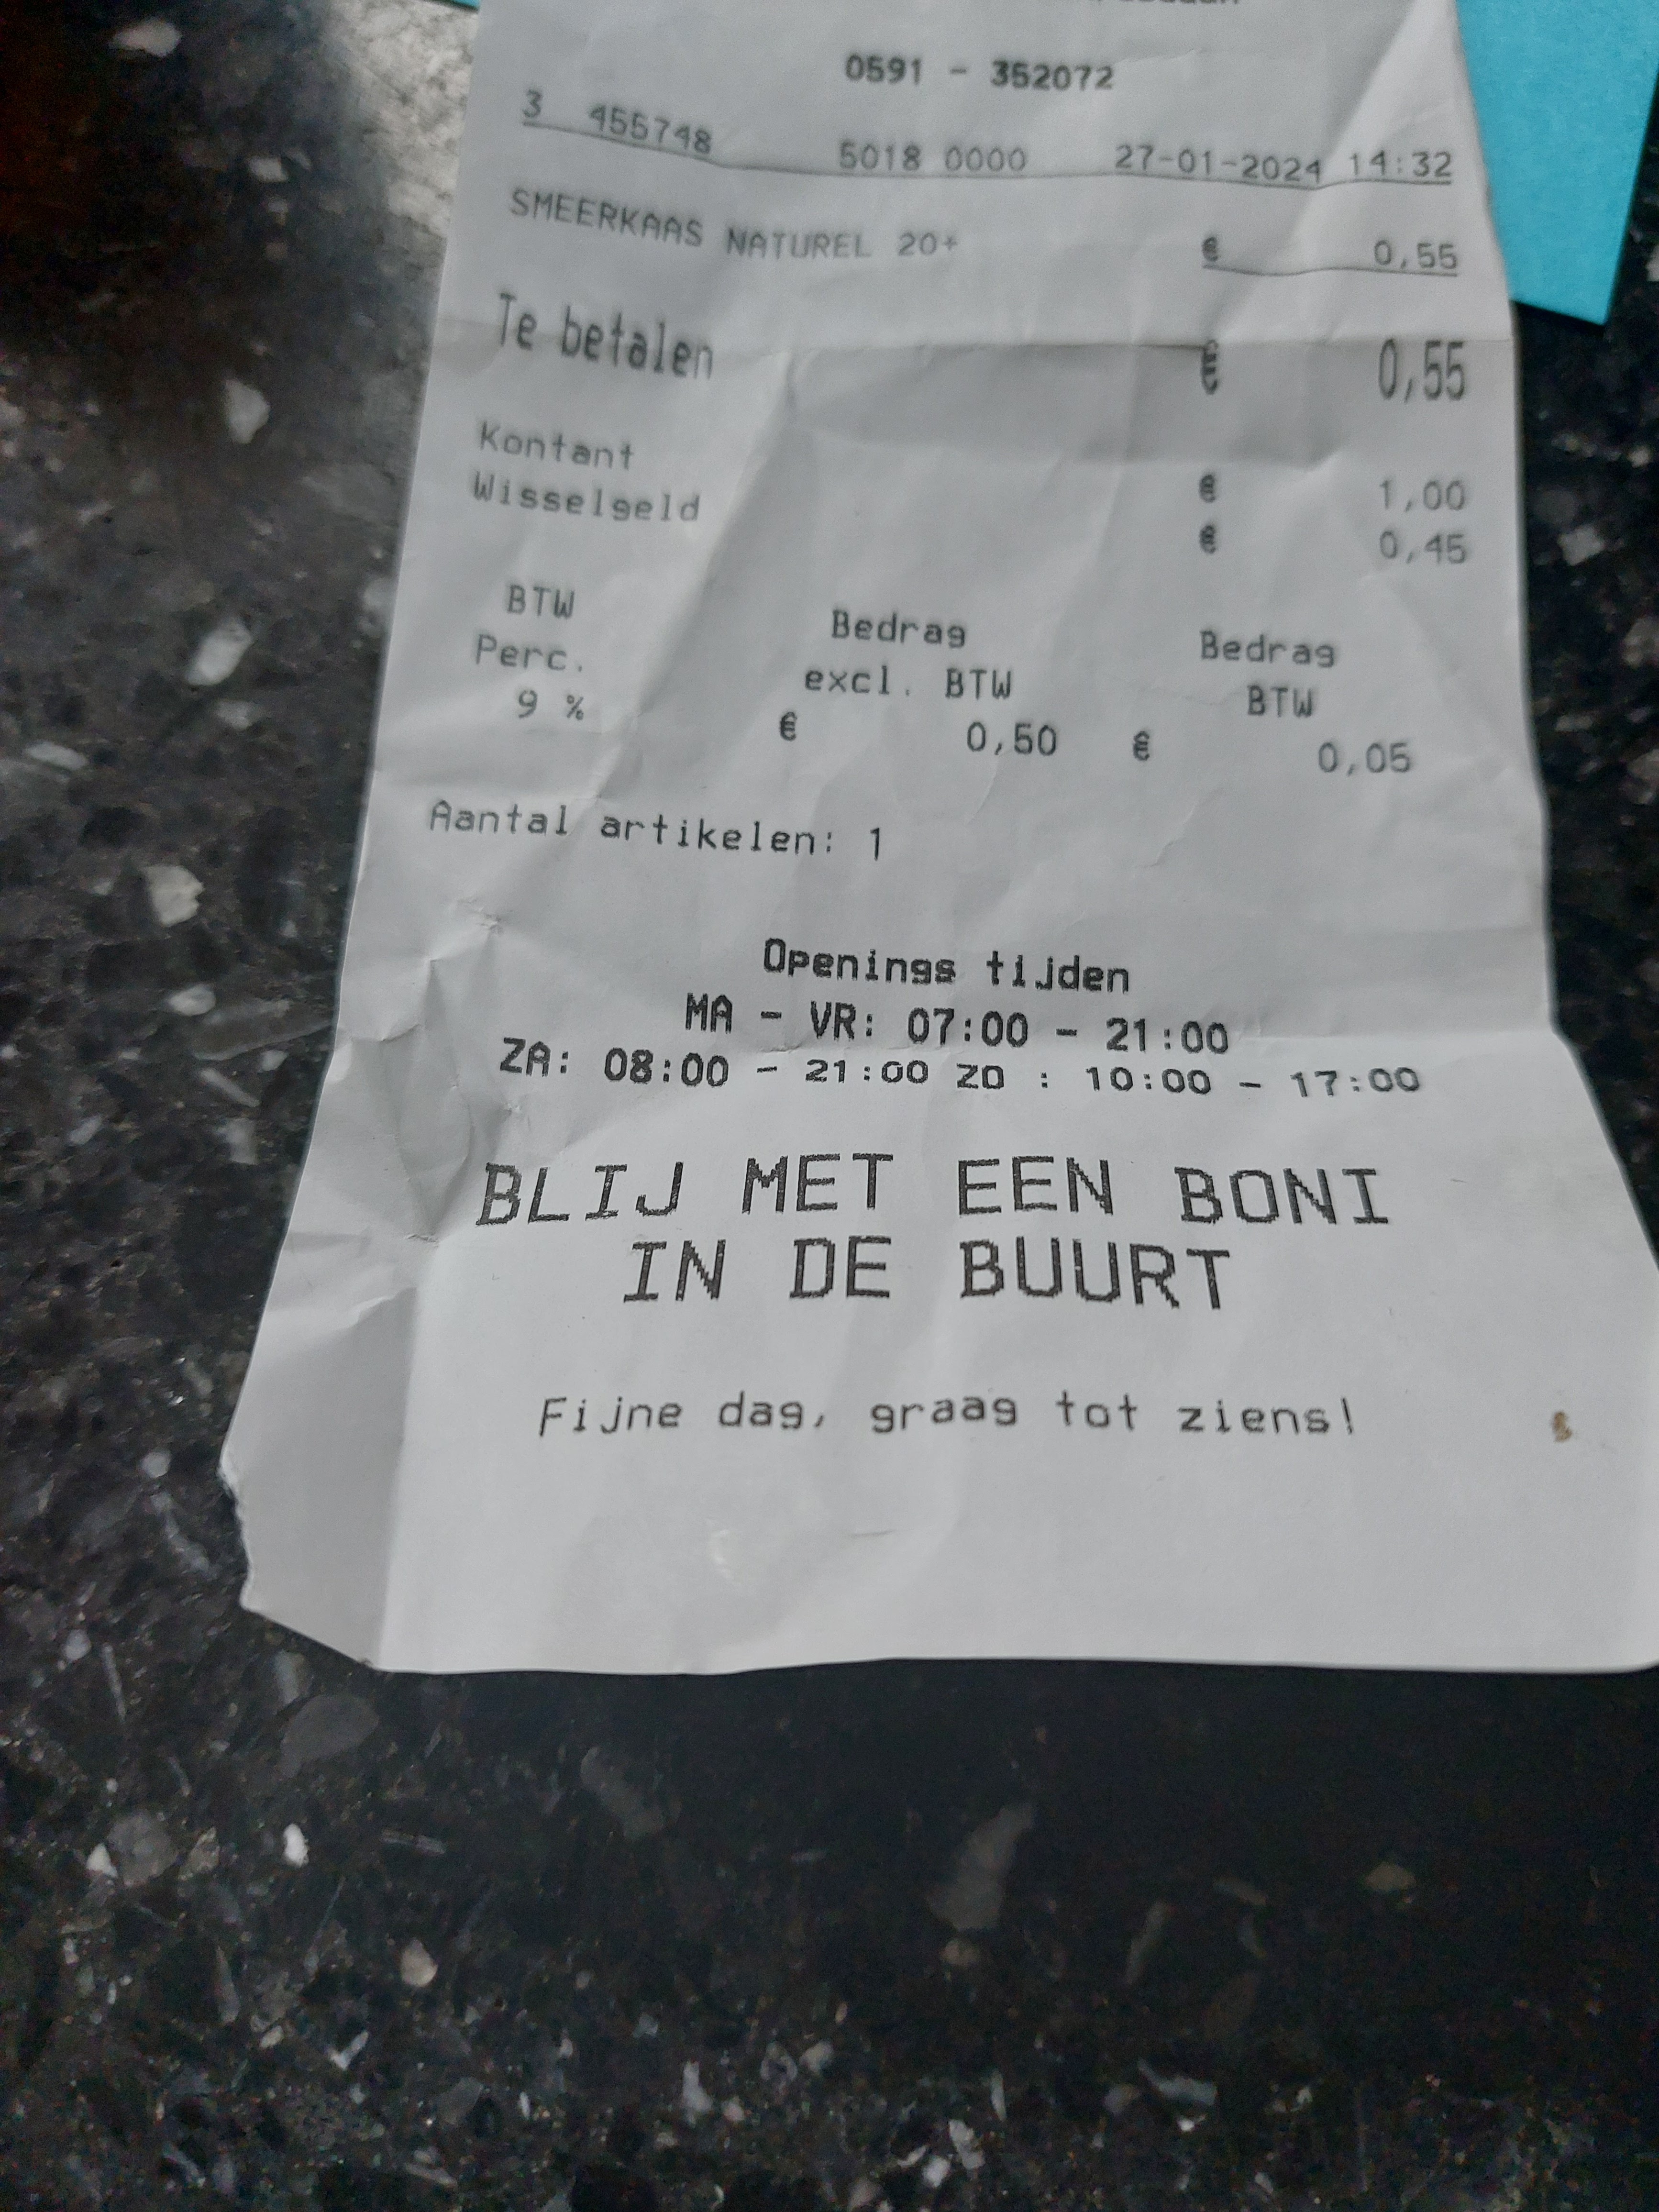 0591 - 352072
3 455748 5018 0000 27-01-2024 14:32
SMEERKAAS NATUREL 20+ € 0,55
Te betalen € 0,55
Kontant € 1,00
Wisselgeld € 0,45
BTW Bedrag Bedrag
Perc. excl. BTW BTW
9 % € 0,50 € 0,05
Aantal artikelen: 1
Openings tijden
MA - VR: 07:00 - 21:00
ZA: 08:00 - 21:00 ZO : 10:00 - 17:00
BLIJ MET EEN BONI
IN DE BUURT
Fijne dag, graag tot ziens!